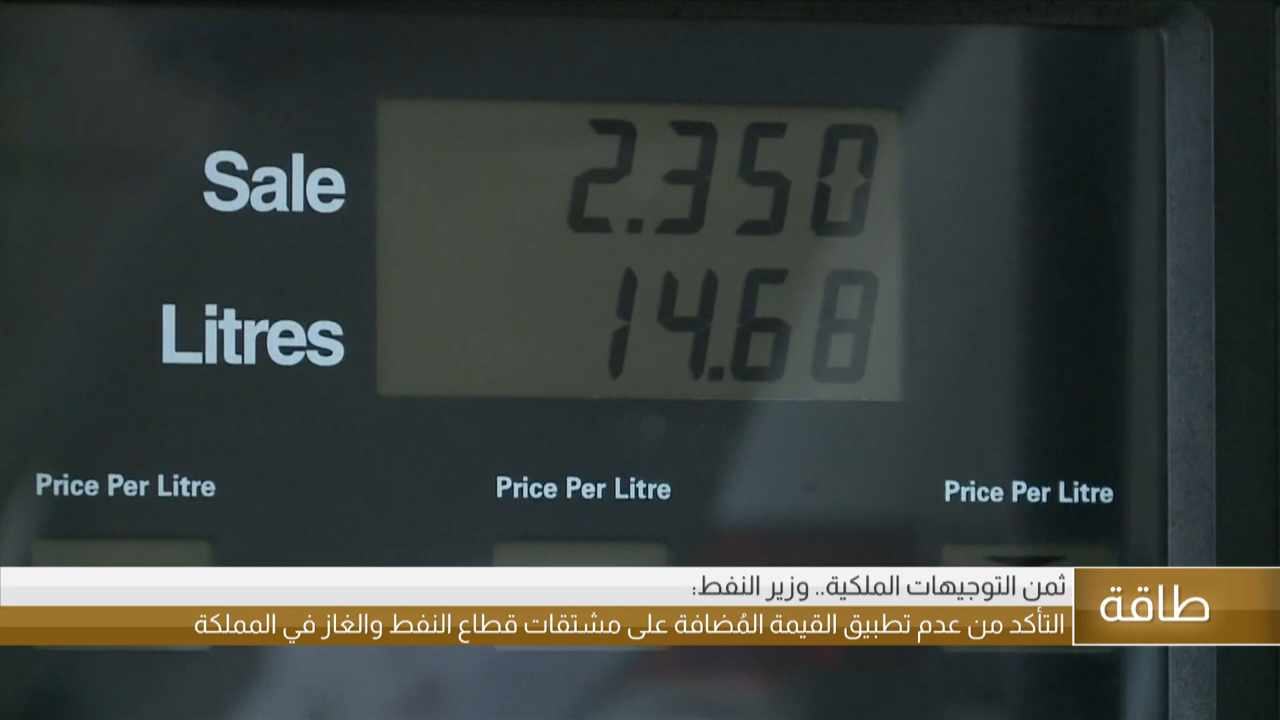 Sale 2.350
Litres 14.68
Price Per Litre Price Per Litre Price Per Litre
طاقة
ثمن التوجيهات الملكية.. وزير النفط:
التأكد من عدم تطبيق القيمة المُضافة على مشتقات قطاع النفط والغاز في المملكة